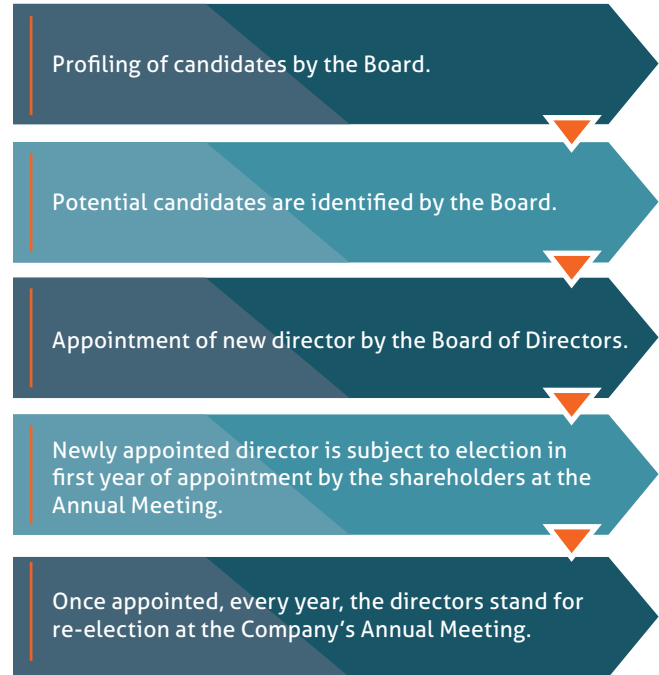 Profiling of candidates by the Board.
Potential candidates are identified by the Board.
Appointment of new director by the Board of Directors.
Newly appointed director is subject to election in
first year of appointment by the shareholders at the
Annual Meeting.
Once appointed, every year, the directors stand for
re-election at the Company’s Annual Meeting.